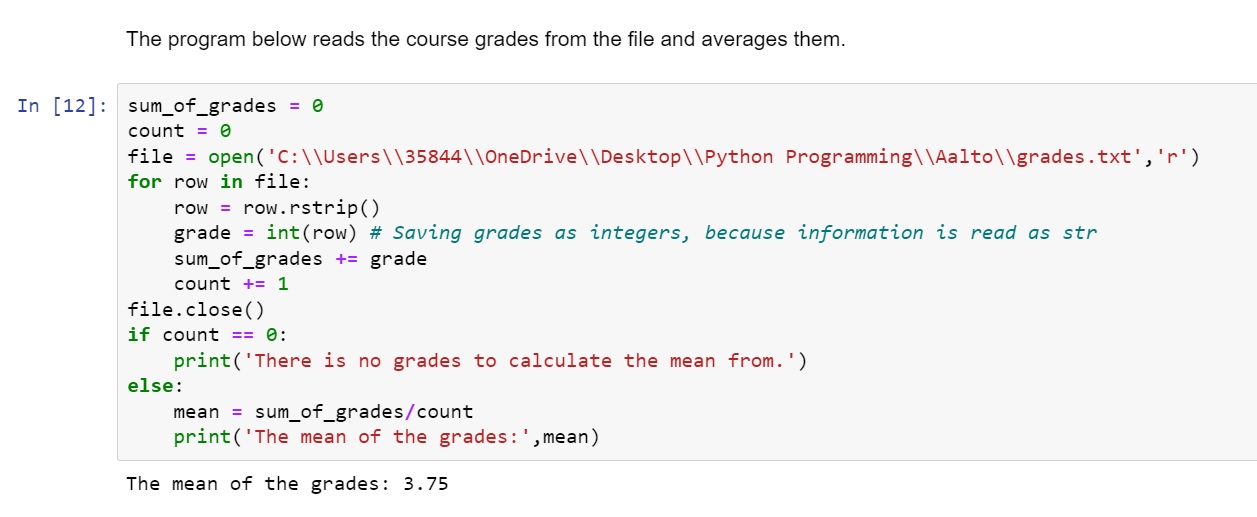 The program below reads the course grades from the file and averages them.
In [12]:
sum_of_grades = 0
count = 0
file = open('C:\\Users\\35844\\OneDrive\\Desktop\\Python Programming\\Aalto\\grades.txt','r')
for row in file:
    row = row.rstrip()
    grade = int(row) # Saving grades as integers, because information is read as str
    sum_of_grades += grade
    count += 1
file.close()
if count == 0:
    print('There is no grades to calculate the mean from.')
else:
    mean = sum_of_grades/count
    print('The mean of the grades:',mean)
The mean of the grades: 3.75